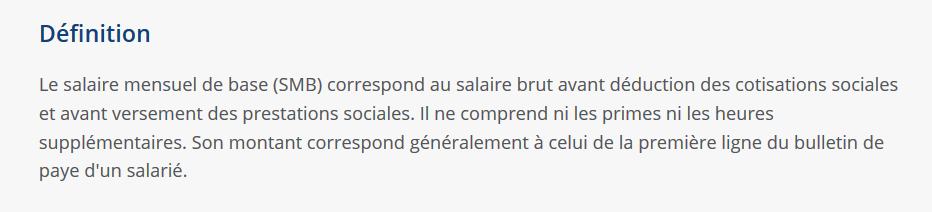 Définition
Le salaire mensuel de base (SMB) correspond au salaire brut avant déduction des cotisations sociales
et avant versement des prestations sociales. Il ne comprend ni les primes ni les heures
supplémentaires. Son montant correspond généralement à celui de la première ligne du bulletin de
paye d'un salarié.